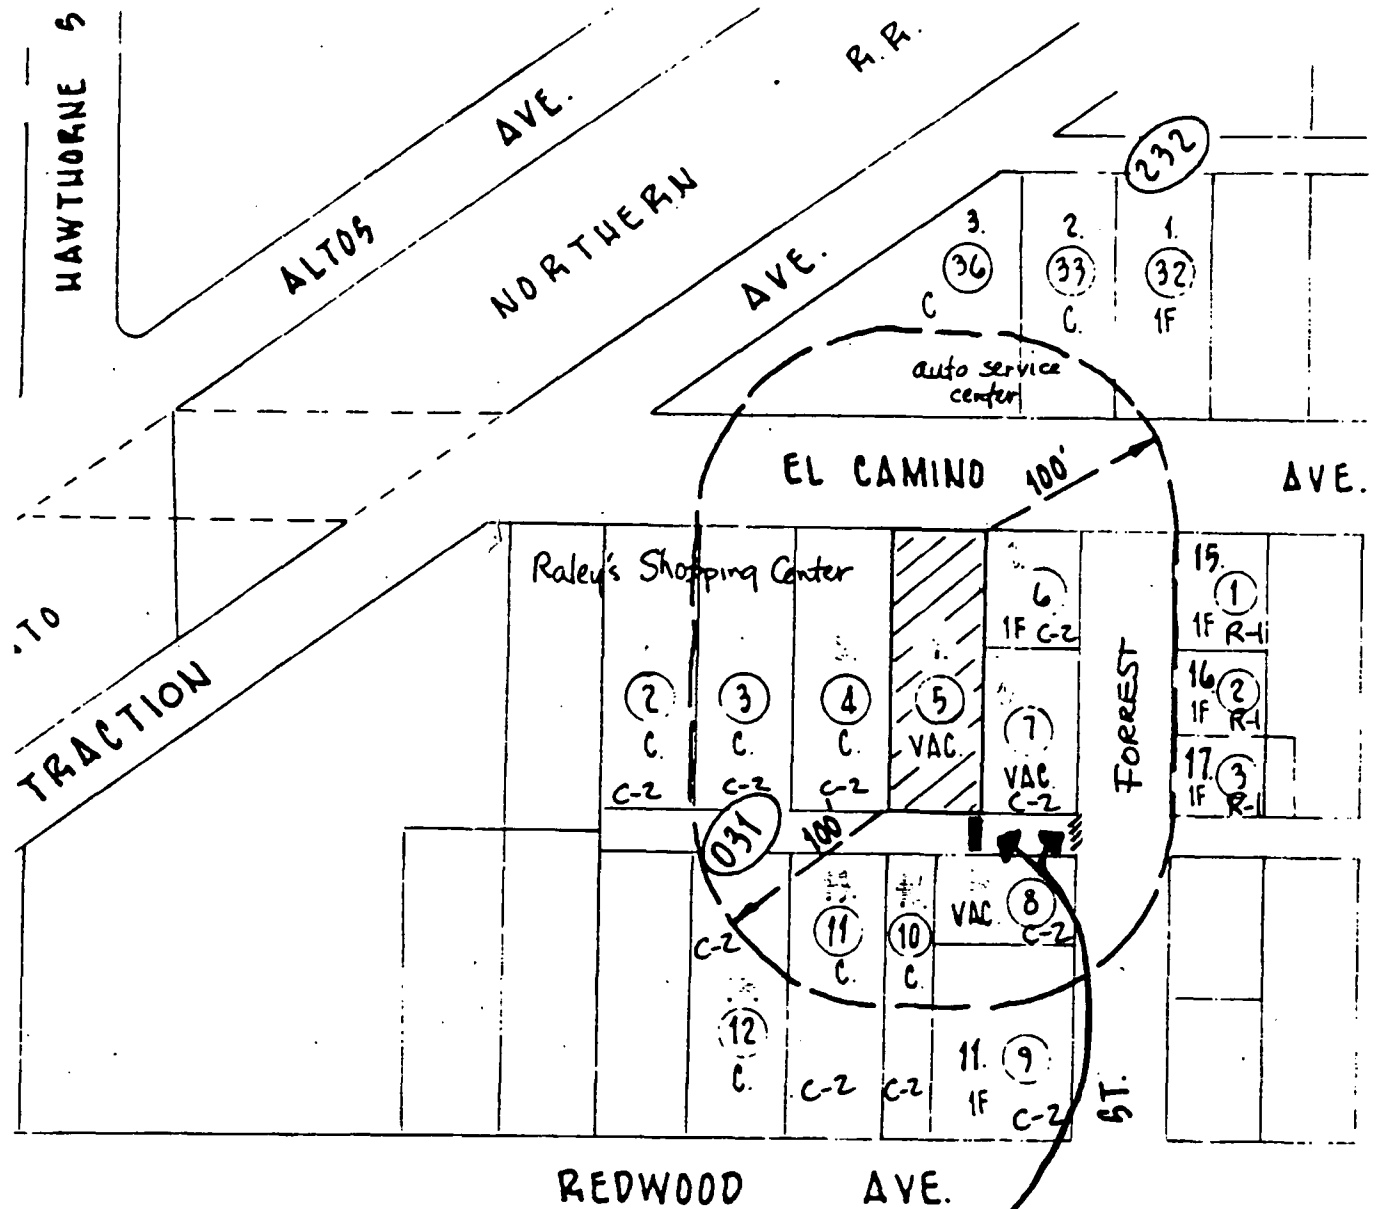 HAWTHORNE S
ALTOS AVE.
NORTHERN R.R.
AVE.
232
3.
36
C
2.
33
C.
1.
32
1F
auto service
center
EL CAMINO AVE.
100'
Raley's Shopping Center
TO
TRACTION
2
C.
C-2
3
C.
C-2
4
C.
C-2
5
VAC.
6
1F C-2
7
VAC.
C-2
FORREST ST.
15.
1
1F R-1
16.
2
1F R-1
17.
3
1F R-1
031
100'
C-2
12
C.
11
C.
C-2
10
C.
C-2
VAC. 8
C-2
11. 9
1F
C-2
REDWOOD AVE.